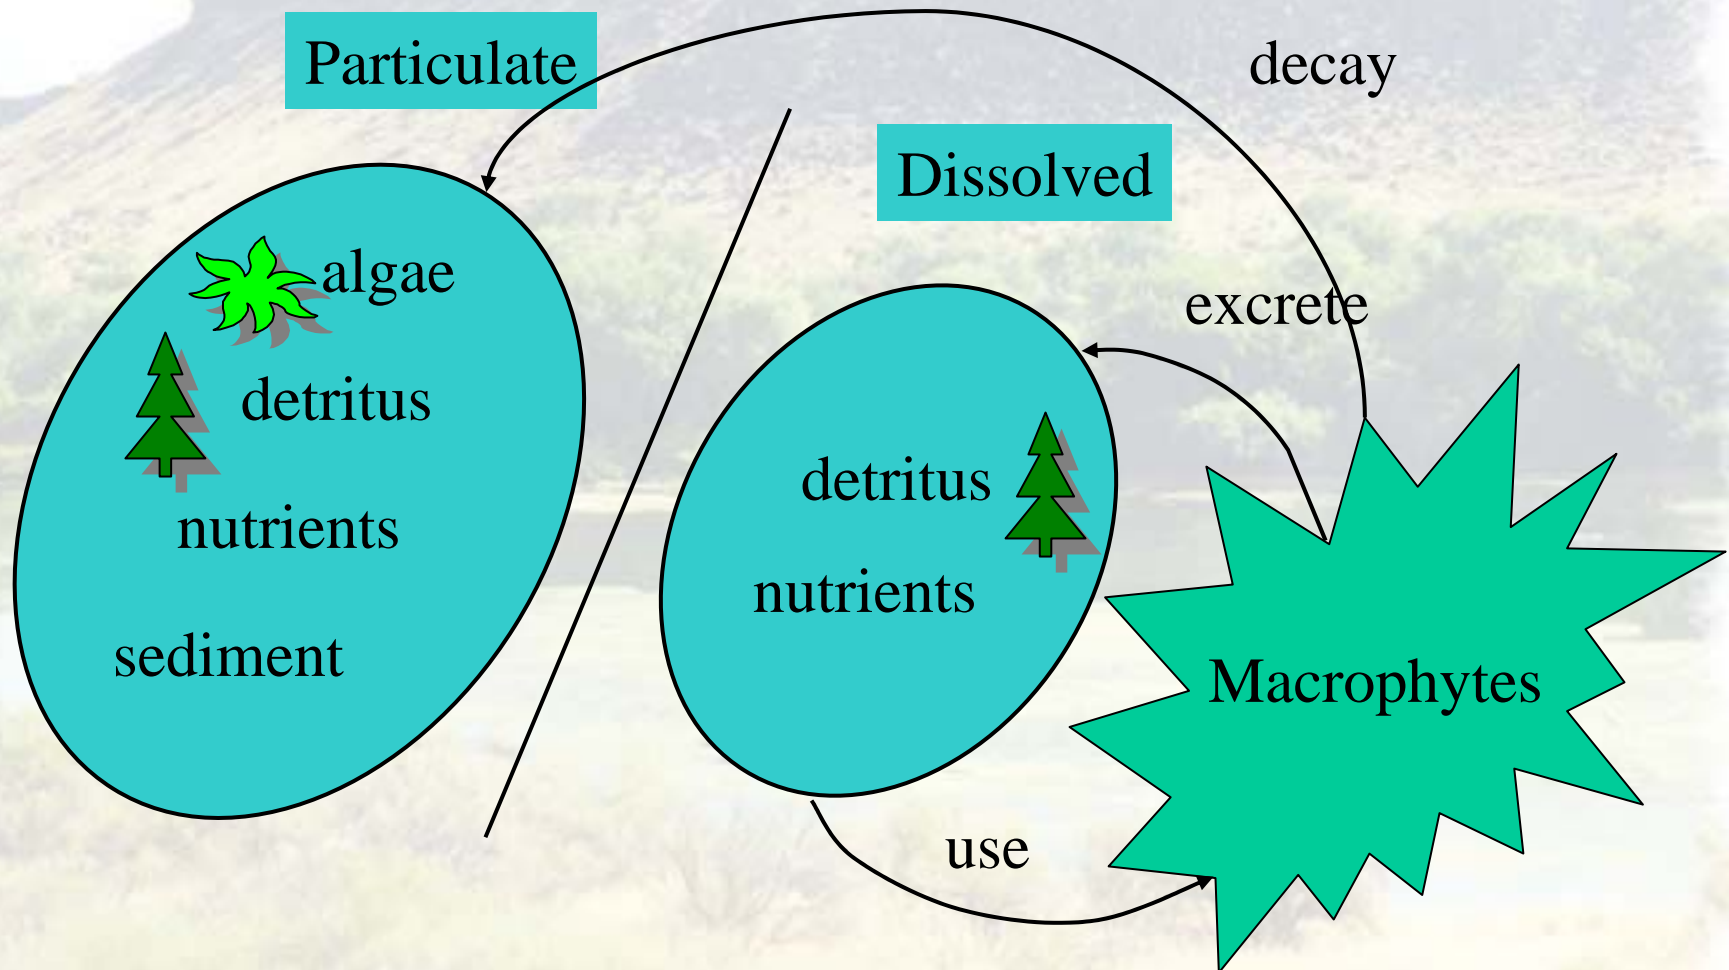 Particulate
decay
Dissolved
algae
excrete
detritus
detritus
nutrients
nutrients
sediment
Macrophytes
use